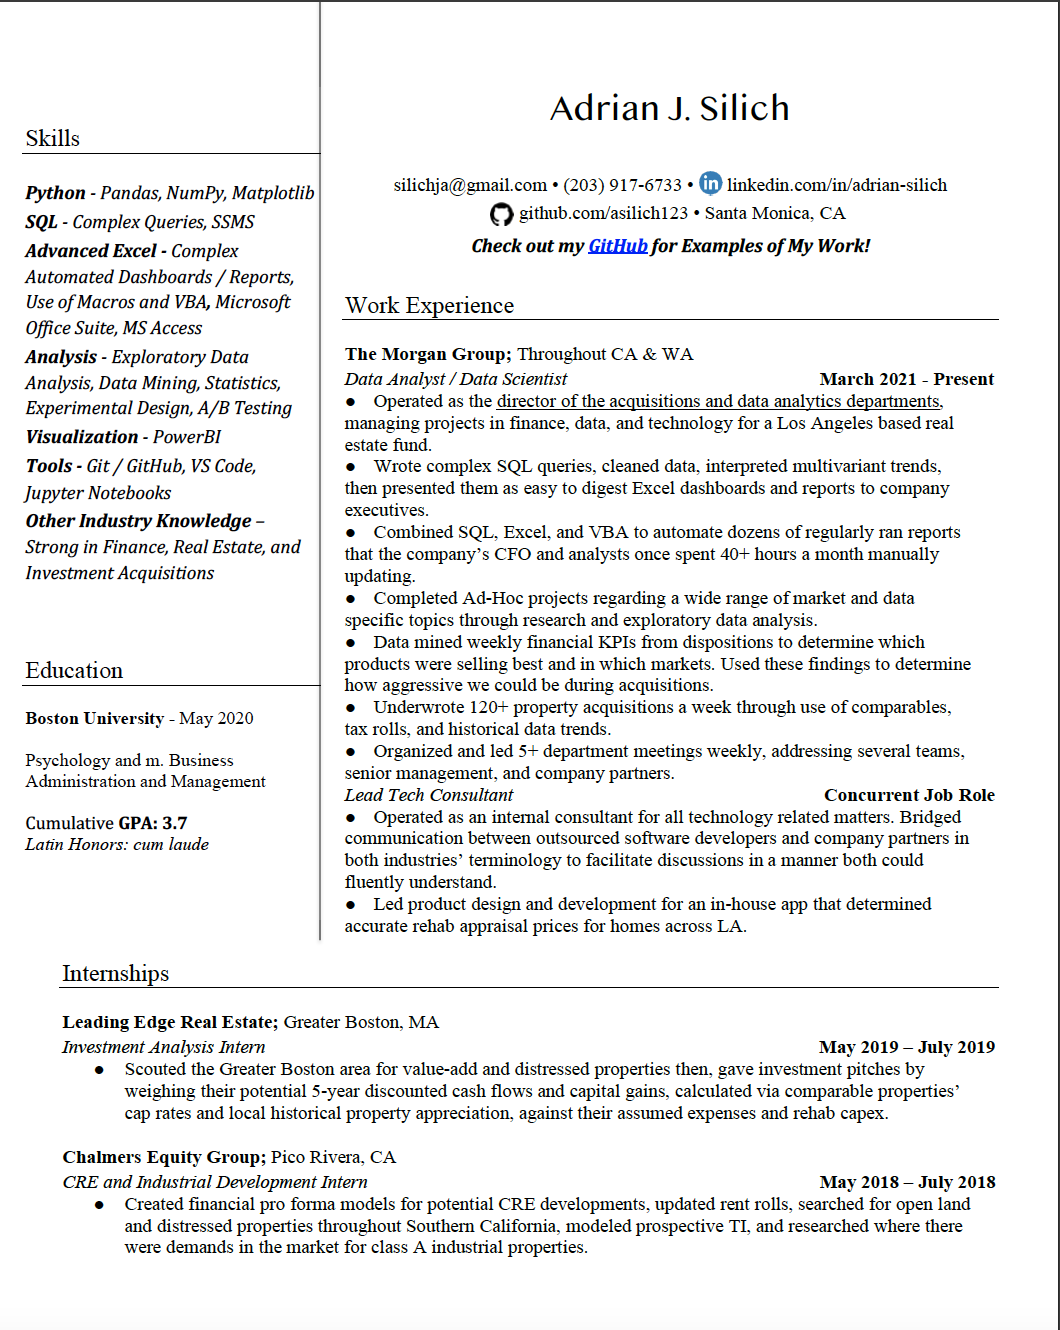 Adrian J. Silich
silichja@gmail.com • (203) 917-6733 • linkedin.com/in/adrian-silich
github.com/asilich123 • Santa Monica, CA
Check out my GitHub for Examples of My Work!
Skills
Python - Pandas, NumPy, Matplotlib
SQL - Complex Queries, SSMS
Advanced Excel - Complex
Automated Dashboards / Reports,
Use of Macros and VBA, Microsoft
Office Suite, MS Access
Analysis - Exploratory Data
Analysis, Data Mining, Statistics,
Experimental Design, A/B Testing
Visualization - PowerBI
Tools - Git / GitHub, VS Code,
Jupyter Notebooks
Other Industry Knowledge –
Strong in Finance, Real Estate, and
Investment Acquisitions
Education
Boston University - May 2020
Psychology and m. Business
Administration and Management
Cumulative GPA: 3.7
Latin Honors: cum laude
Work Experience
The Morgan Group; Throughout CA & WA
Data Analyst / Data Scientist March 2021 - Present
● Operated as the director of the acquisitions and data analytics departments,
managing projects in finance, data, and technology for a Los Angeles based real
estate fund.
● Wrote complex SQL queries, cleaned data, interpreted multivariant trends,
then presented them as easy to digest Excel dashboards and reports to company
executives.
● Combined SQL, Excel, and VBA to automate dozens of regularly ran reports
that the company's CFO and analysts once spent 40+ hours a month manually
updating.
● Completed Ad-Hoc projects regarding a wide range of market and data
specific topics through research and exploratory data analysis.
● Data mined weekly financial KPIs from dispositions to determine which
products were selling best and in which markets. Used these findings to determine
how aggressive we could be during acquisitions.
● Underwrote 120+ property acquisitions a week through use of comparables,
tax rolls, and historical data trends.
● Organized and led 5+ department meetings weekly, addressing several teams,
senior management, and company partners.
Lead Tech Consultant Concurrent Job Role
● Operated as an internal consultant for all technology related matters. Bridged
communication between outsourced software developers and company partners in
both industries' terminology to facilitate discussions in a manner both could
fluently understand.
● Led product design and development for an in-house app that determined
accurate rehab appraisal prices for homes across LA.
Internships
Leading Edge Real Estate; Greater Boston, MA
Investment Analysis Intern May 2019 – July 2019
● Scouted the Greater Boston area for value-add and distressed properties then, gave investment pitches by
weighing their potential 5-year discounted cash flows and capital gains, calculated via comparable properties'
cap rates and local historical property appreciation, against their assumed expenses and rehab capex.
Chalmers Equity Group; Pico Rivera, CA
CRE and Industrial Development Intern May 2018 – July 2018
● Created financial pro forma models for potential CRE developments, updated rent rolls, searched for open land
and distressed properties throughout Southern California, modeled prospective TI, and researched where there
were demands in the market for class A industrial properties.